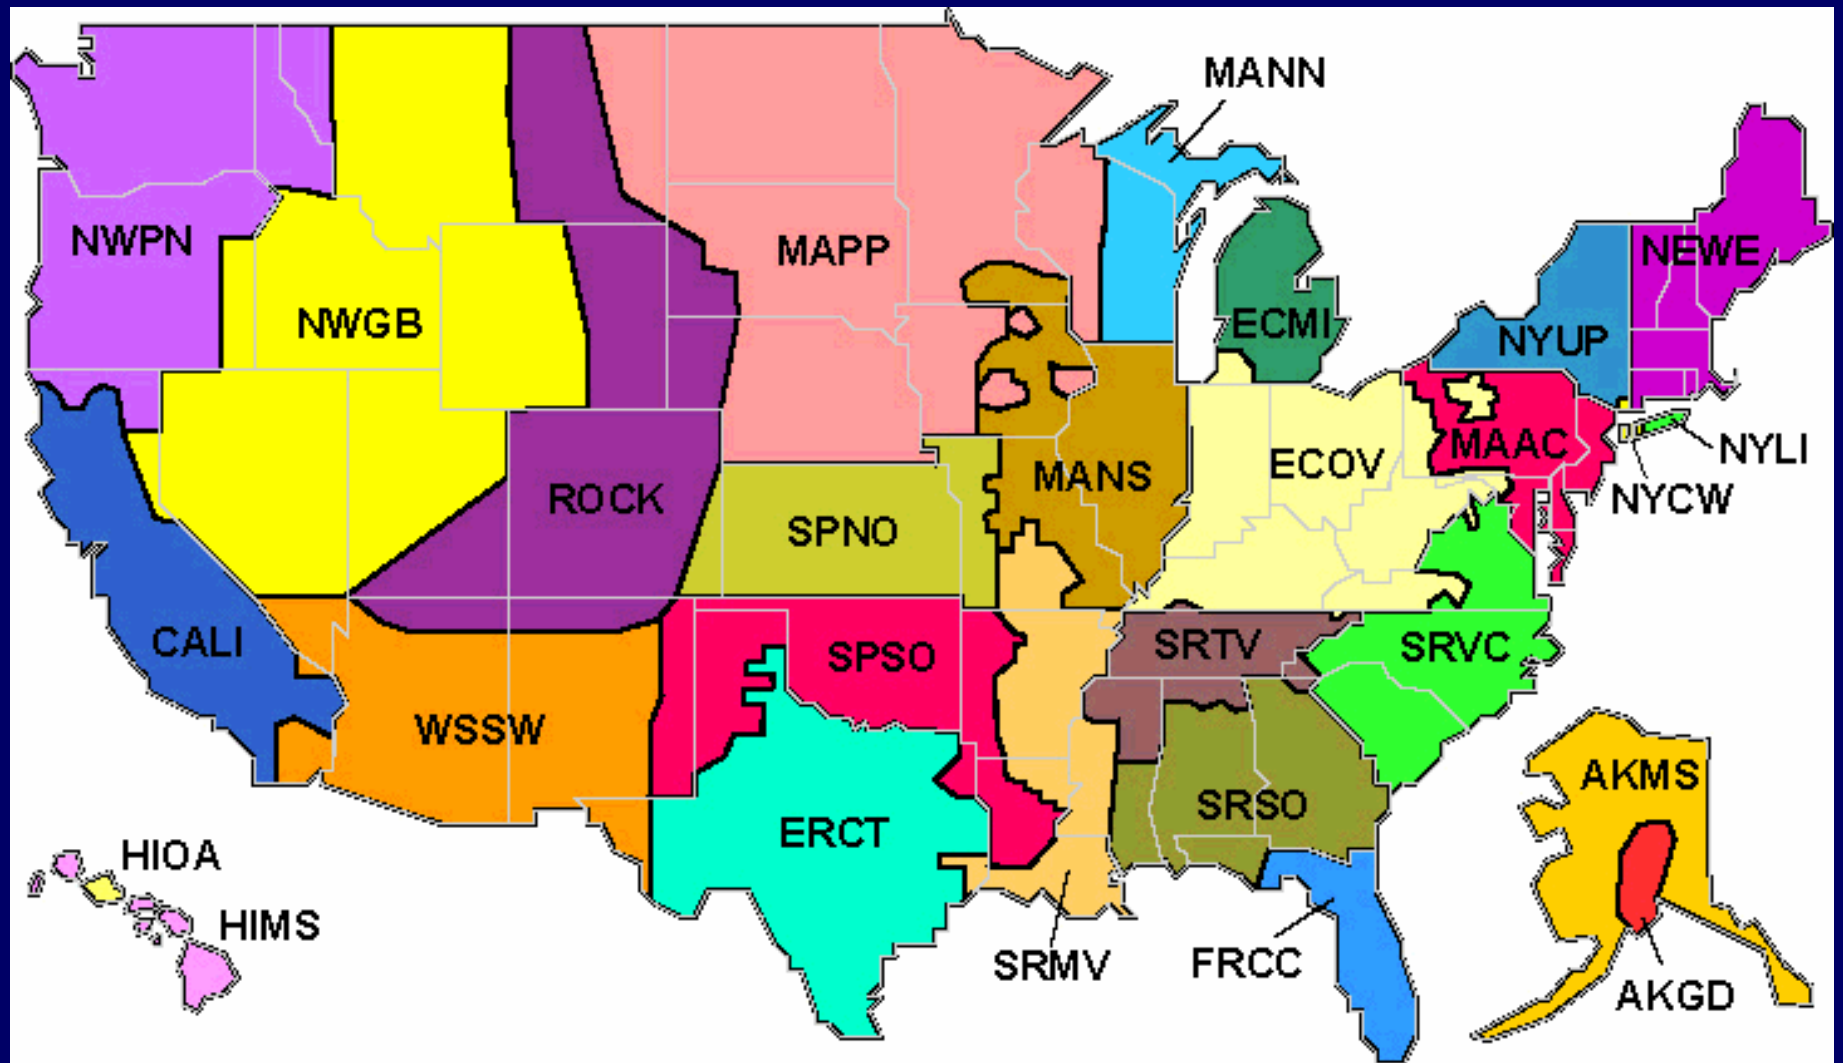 MANN
NWPN
MAPP
NEWE
NWGB
ECMI
NYUP
ROCK
SPNO
MANS
ECOV
MAAC
NYLI
NYCW
CALI
SPSO
SRTV
SRVC
WSSW
ERCT
SRSO
AKMS
HIOA
HIMS
SRMV
FRCC
AKGD